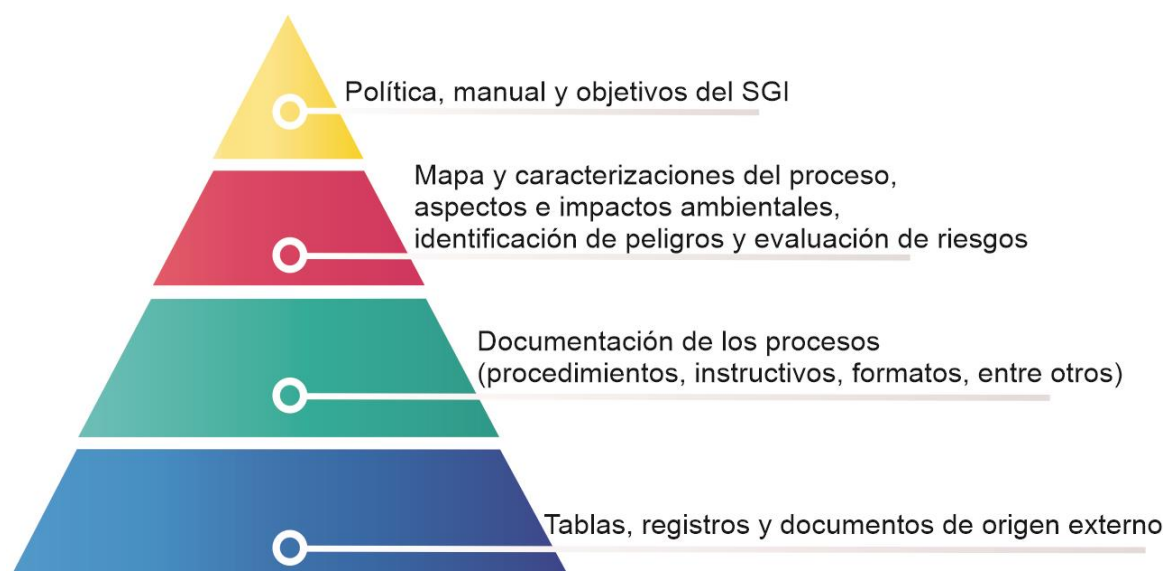 Política, manual y objetivos del SGI
Mapa y caracterizaciones del proceso,
aspectos e impactos ambientales,
identificación de peligros y evaluación de riesgos
Documentación de los procesos
(procedimientos, instructivos, formatos, entre otros)
Tablas, registros y documentos de origen externo